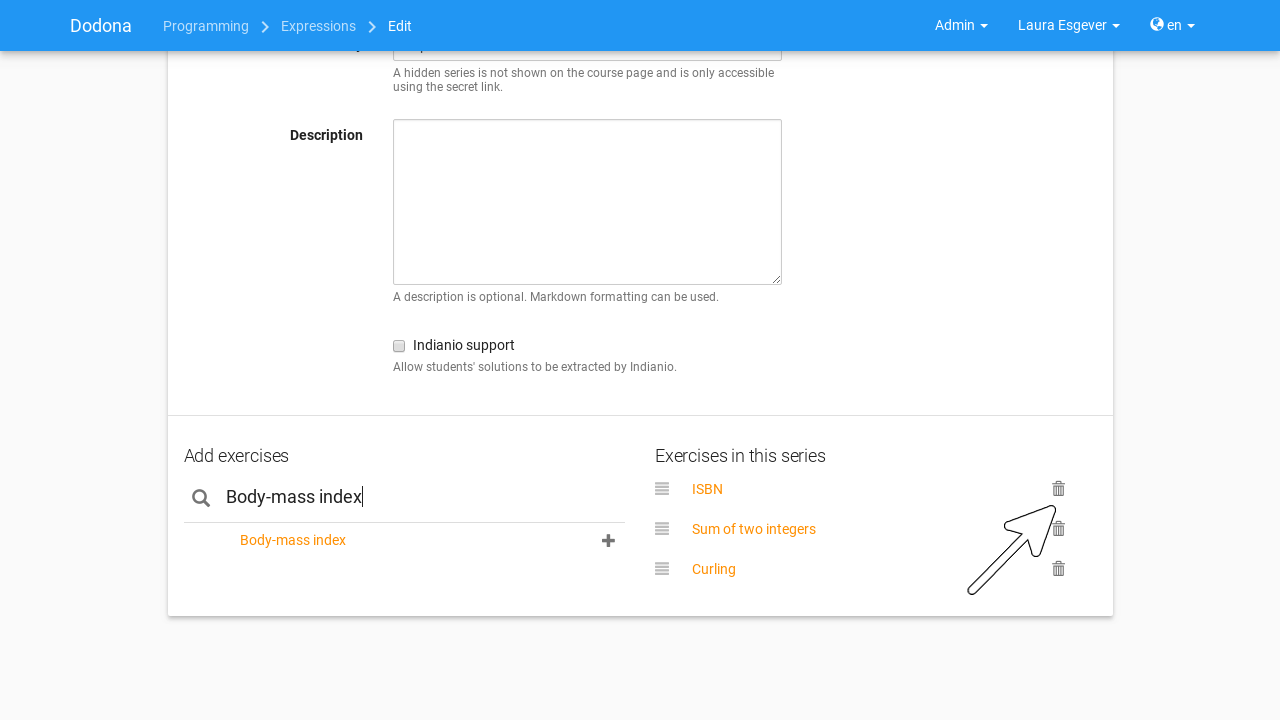 Dodona Programming Expressions Edit Admin Laura Esgever en
A hidden series is not shown on the course page and is only accessible
using the secret link.
Description
A description is optional. Markdown formatting can be used.
Indianio support
Allow students' solutions to be extracted by Indianio.
Add exercises
Body-mass index
Body-mass index
Exercises in this series
ISBN
Sum of two integers
Curling